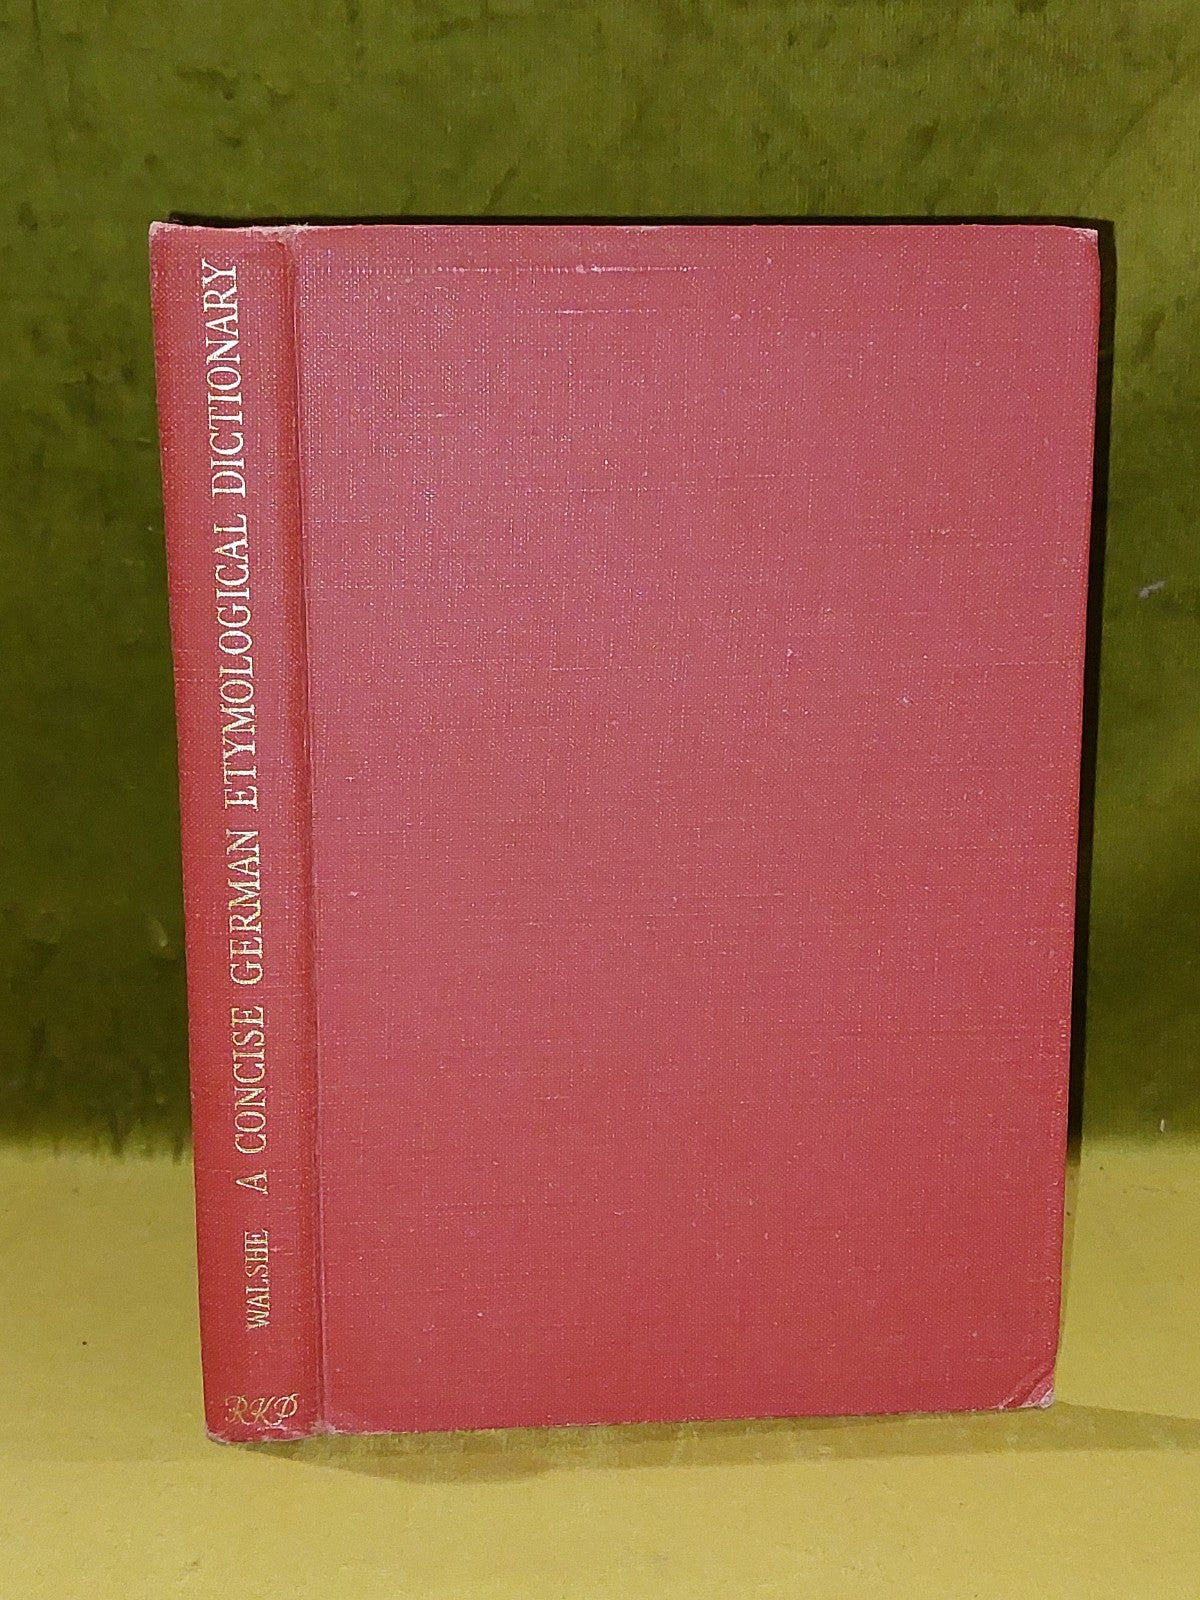 WALSHE A CONCISE GERMAN ETYMOLOGICAL DICTIONARY
RKP